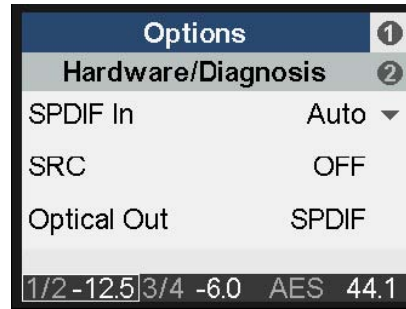 Options 1
Hardware/Diagnosis 2
SPDIF In Auto
SRC OFF
Optical Out SPDIF
1/2 -12.5 3/4 -6.0 AES 44.1